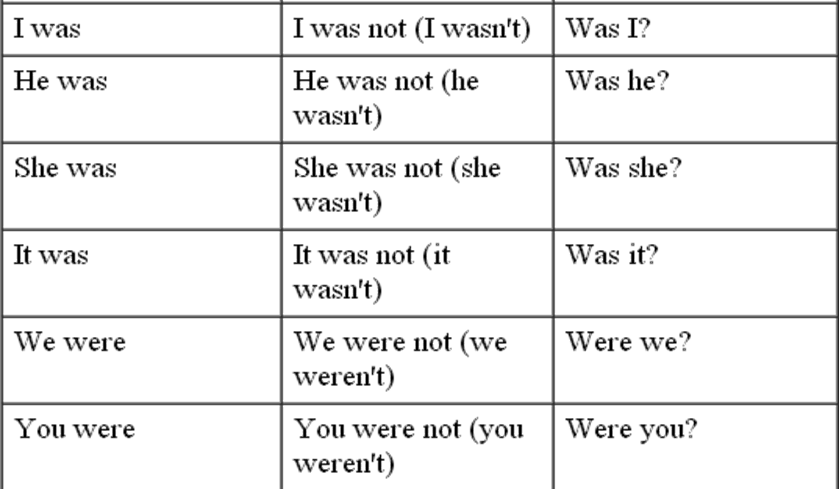 I was
I was not (I wasn't)
Was I?
He was
He was not (he
wasn't)
Was he?
She was
She was not (she
wasn't)
Was she?
It was
It was not (it
wasn't)
Was it?
We were
We were not (we
weren't)
Were we?
You were
You were not (you
weren't)
Were you?